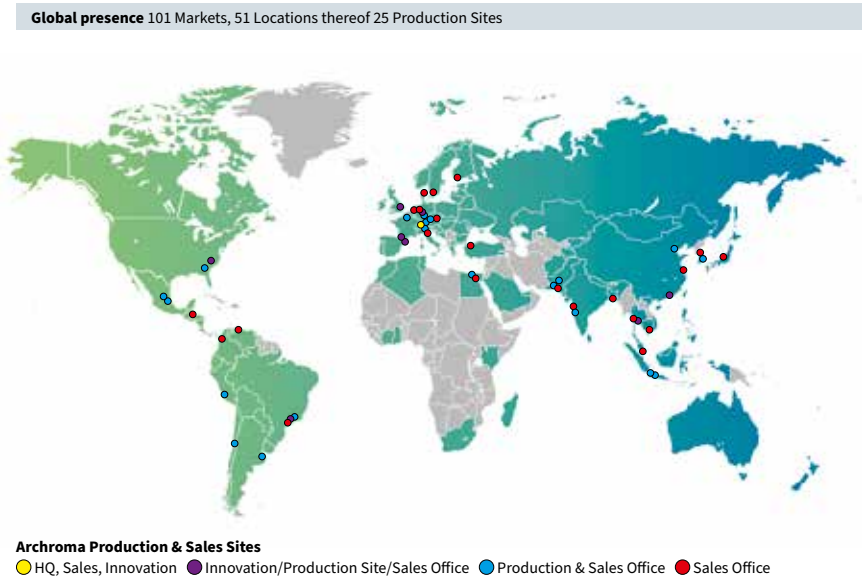 Global presence 101 Markets, 51 Locations thereof 25 Production Sites
Archroma Production & Sales Sites
HQ, Sales, Innovation Innovation/Production Site/Sales Office Production & Sales Office Sales Office